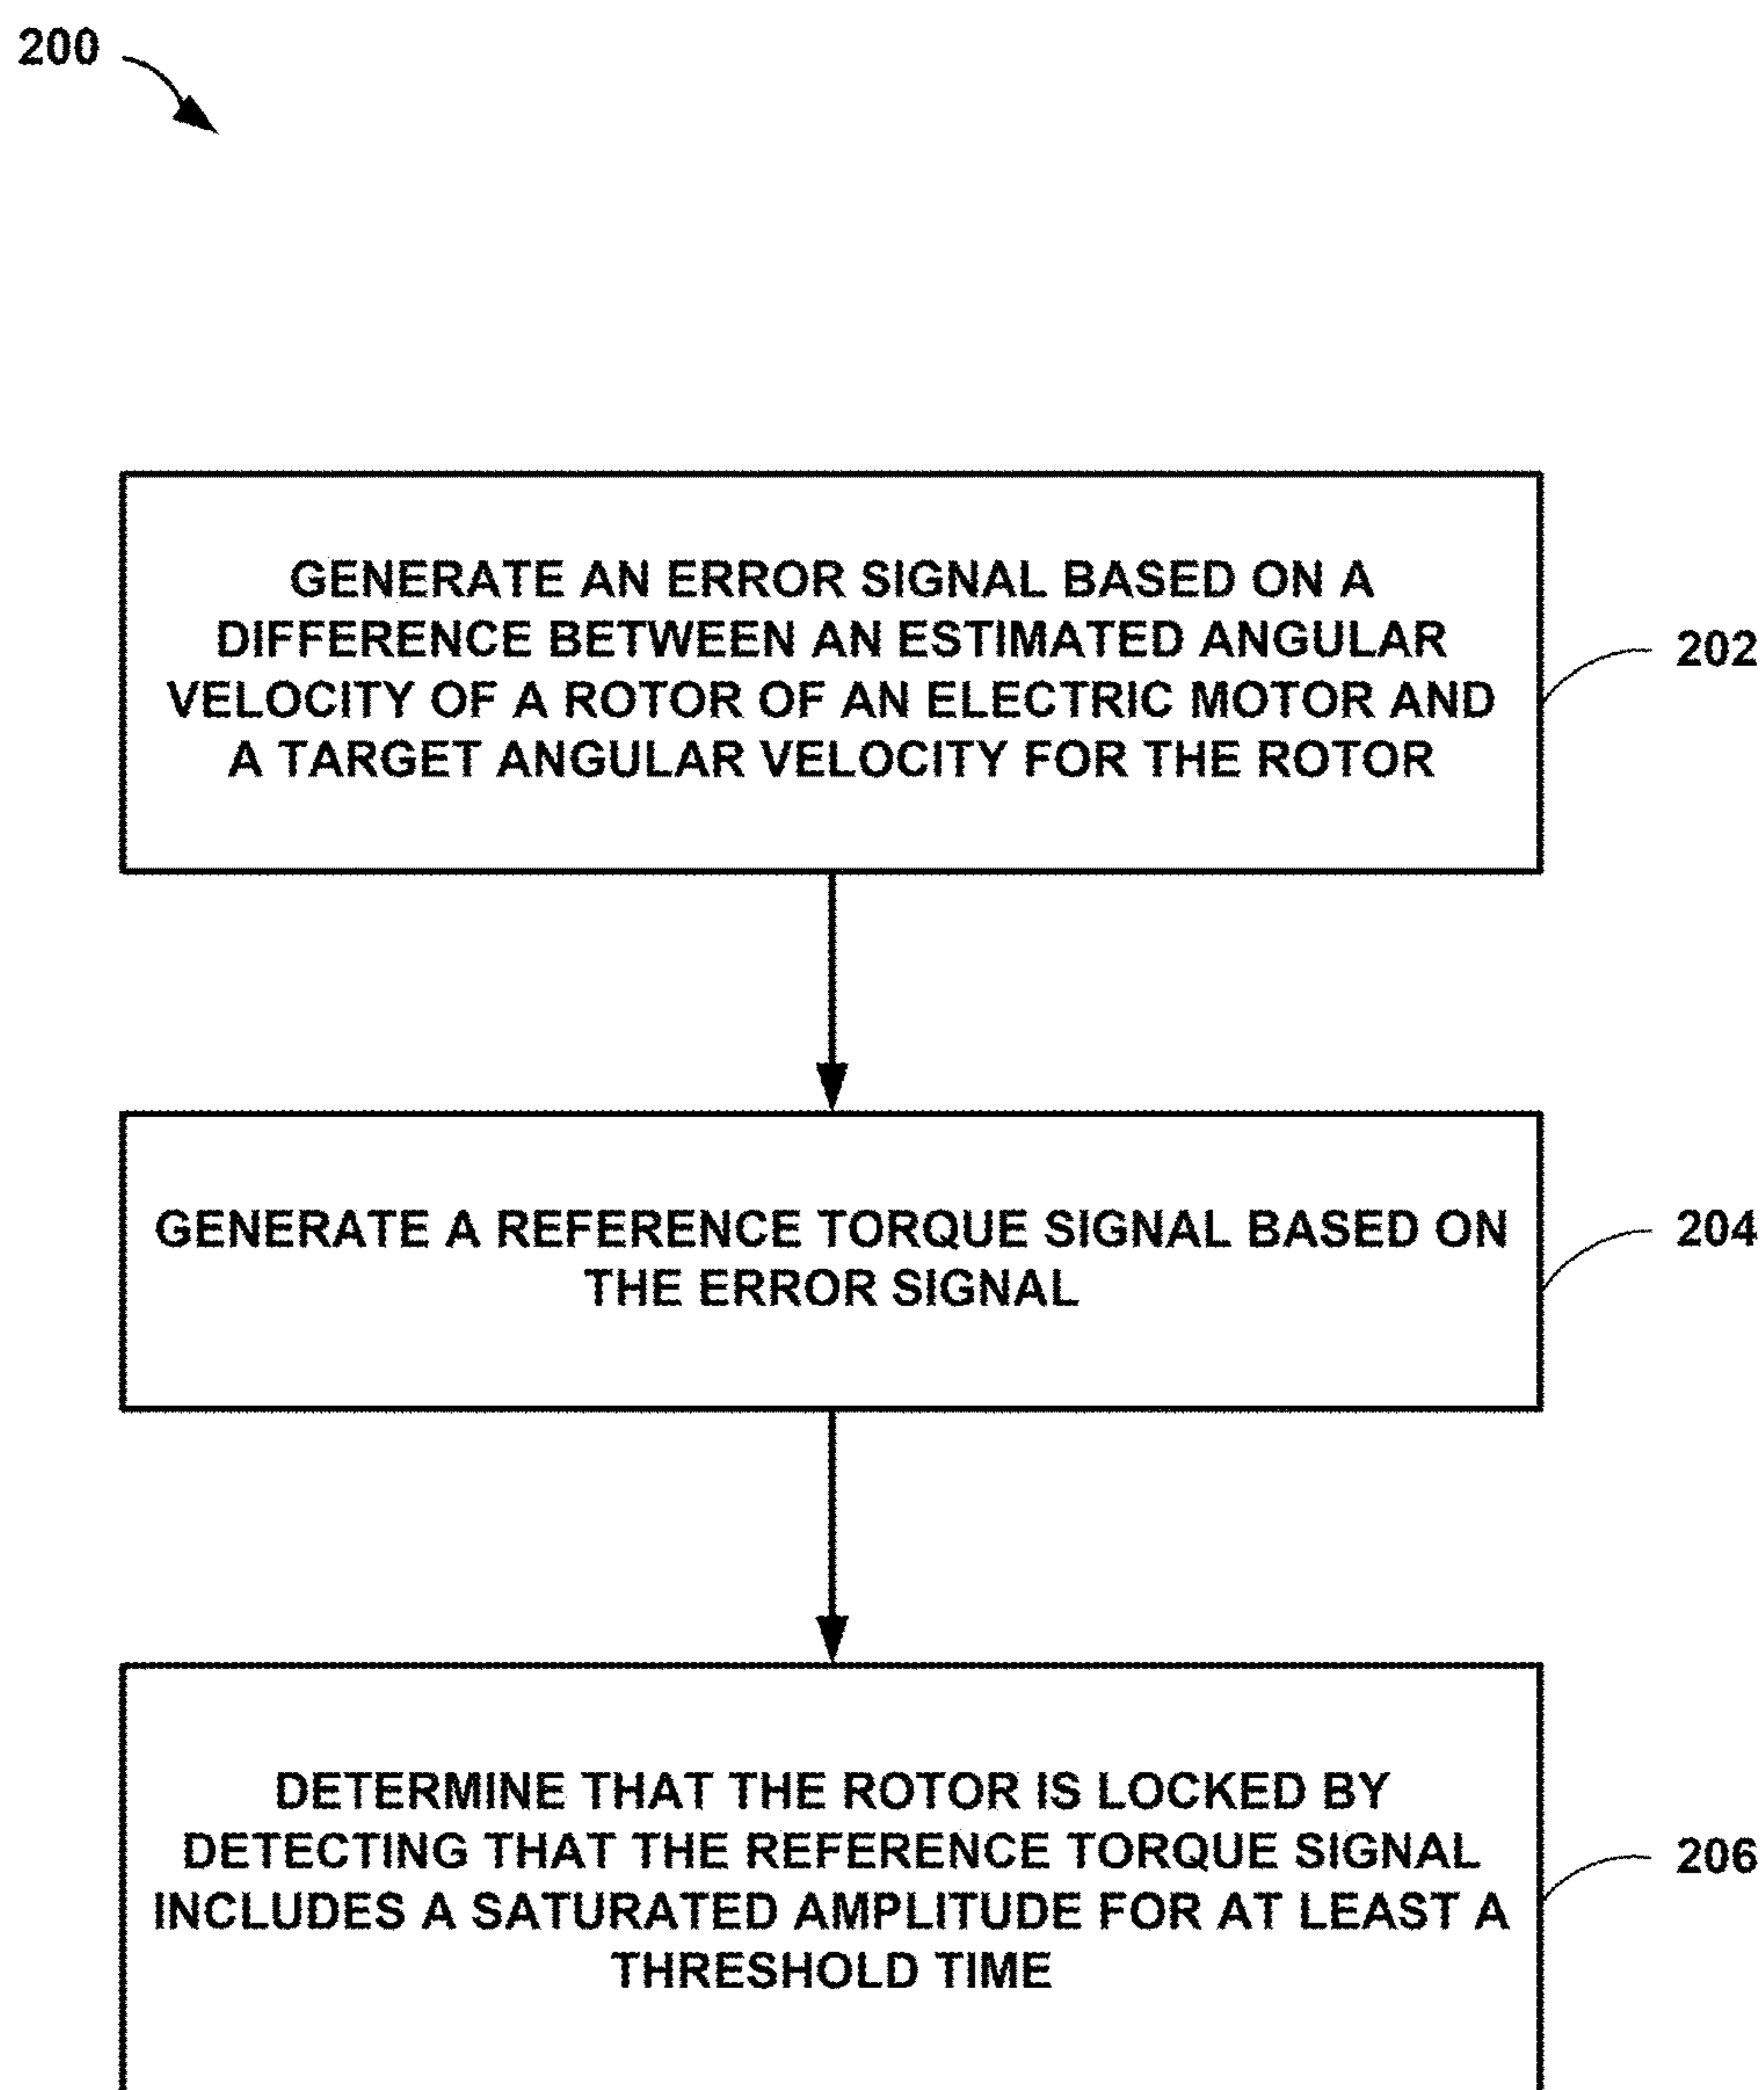 200
GENERATE AN ERROR SIGNAL BASED ON A
DIFFERENCE BETWEEN AN ESTIMATED ANGULAR
VELOCITY OF A ROTOR OF AN ELECTRIC MOTOR AND
A TARGET ANGULAR VELOCITY FOR THE ROTOR
202
GENERATE A REFERENCE TORQUE SIGNAL BASED ON
THE ERROR SIGNAL
204
DETERMINE THAT THE ROTOR IS LOCKED BY
DETECTING THAT THE REFERENCE TORQUE SIGNAL
INCLUDES A SATURATED AMPLITUDE FOR AT LEAST A
THRESHOLD TIME
206